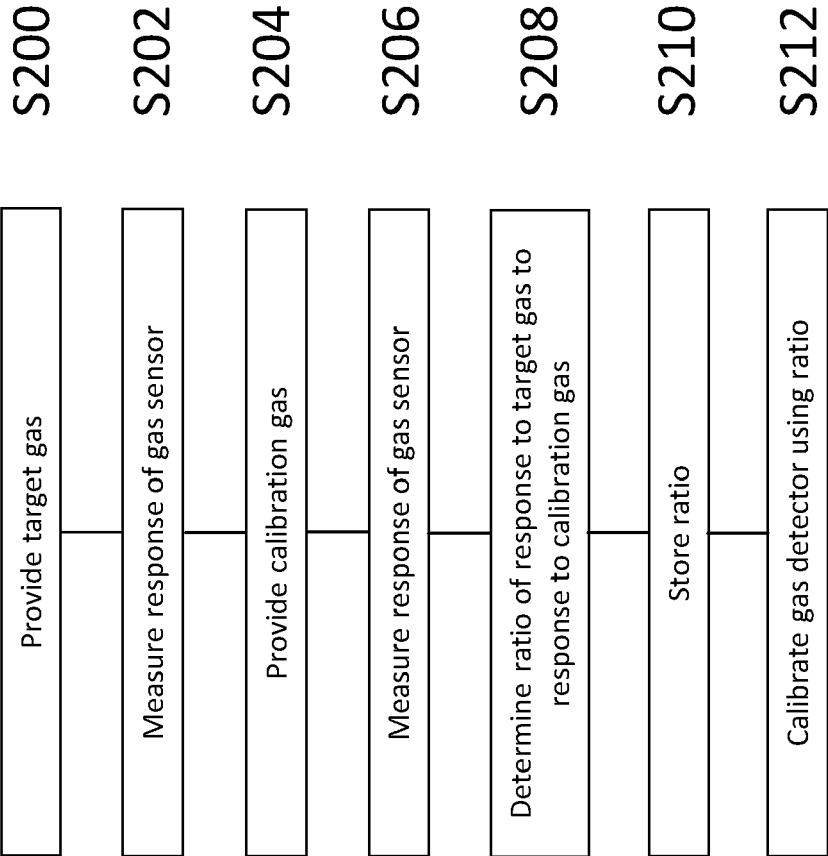 S200
Provide target gas
S202
Measure response of gas sensor
S204
Provide calibration gas
S206
Measure response of gas sensor
S208
Determine ratio of response to target gas to
response to calibration gas
S210
Store ratio
S212
Calibrate gas detector using ratio